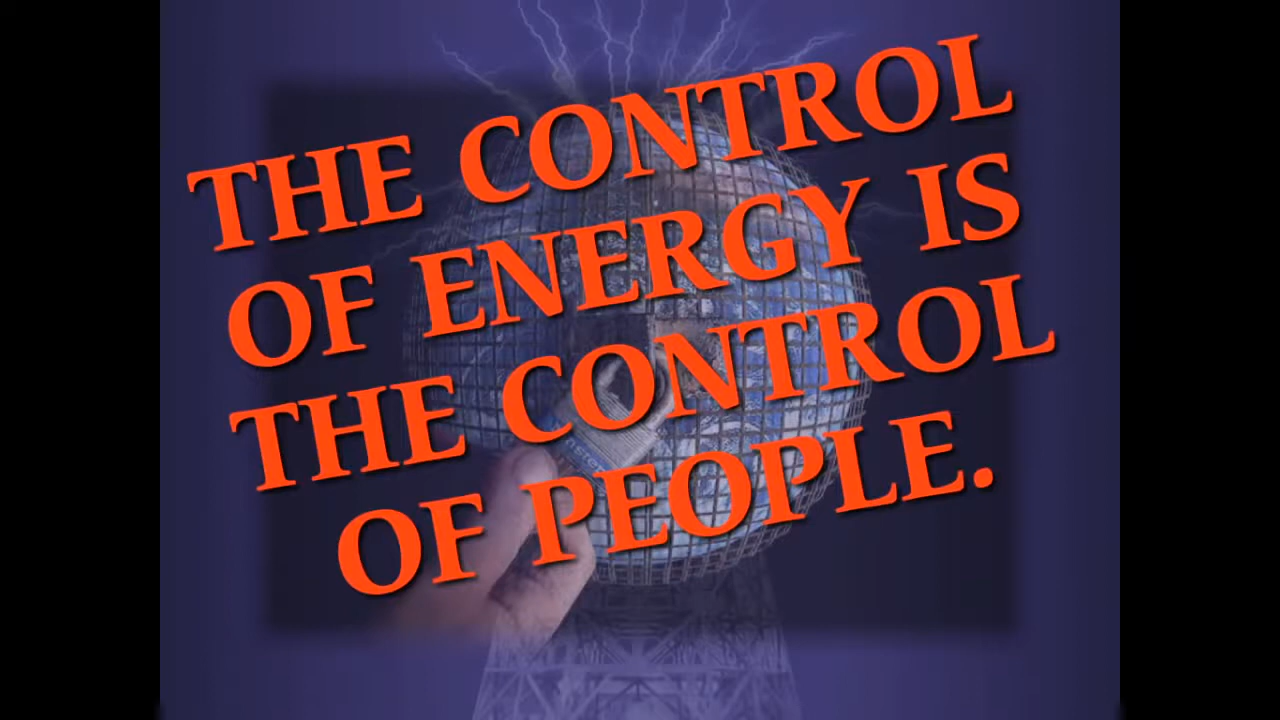 THE CONTROL
OF ENERGY IS
THE CONTROL
OF PEOPLE.